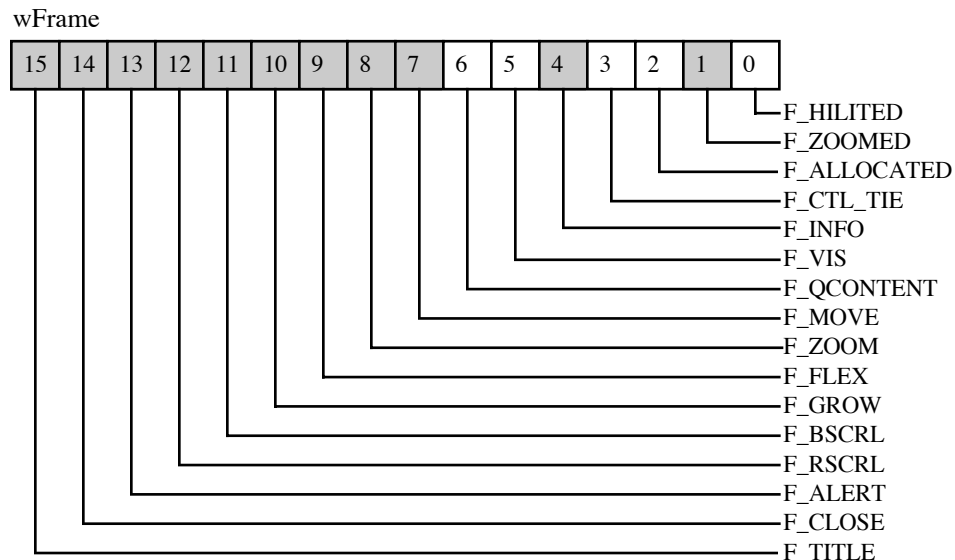 wFrame
15 14 13 12 11 10 9 8 7 6 5 4 3 2 1 0
F_HILITED
F_ZOOMED
F_ALLOCATED
F_CTL_TIE
F_INFO
F_VIS
F_QCONTENT
F_MOVE
F_ZOOM
F_FLEX
F_GROW
F_BSCRL
F_RSCRL
F_ALERT
F_CLOSE
F_TITLE